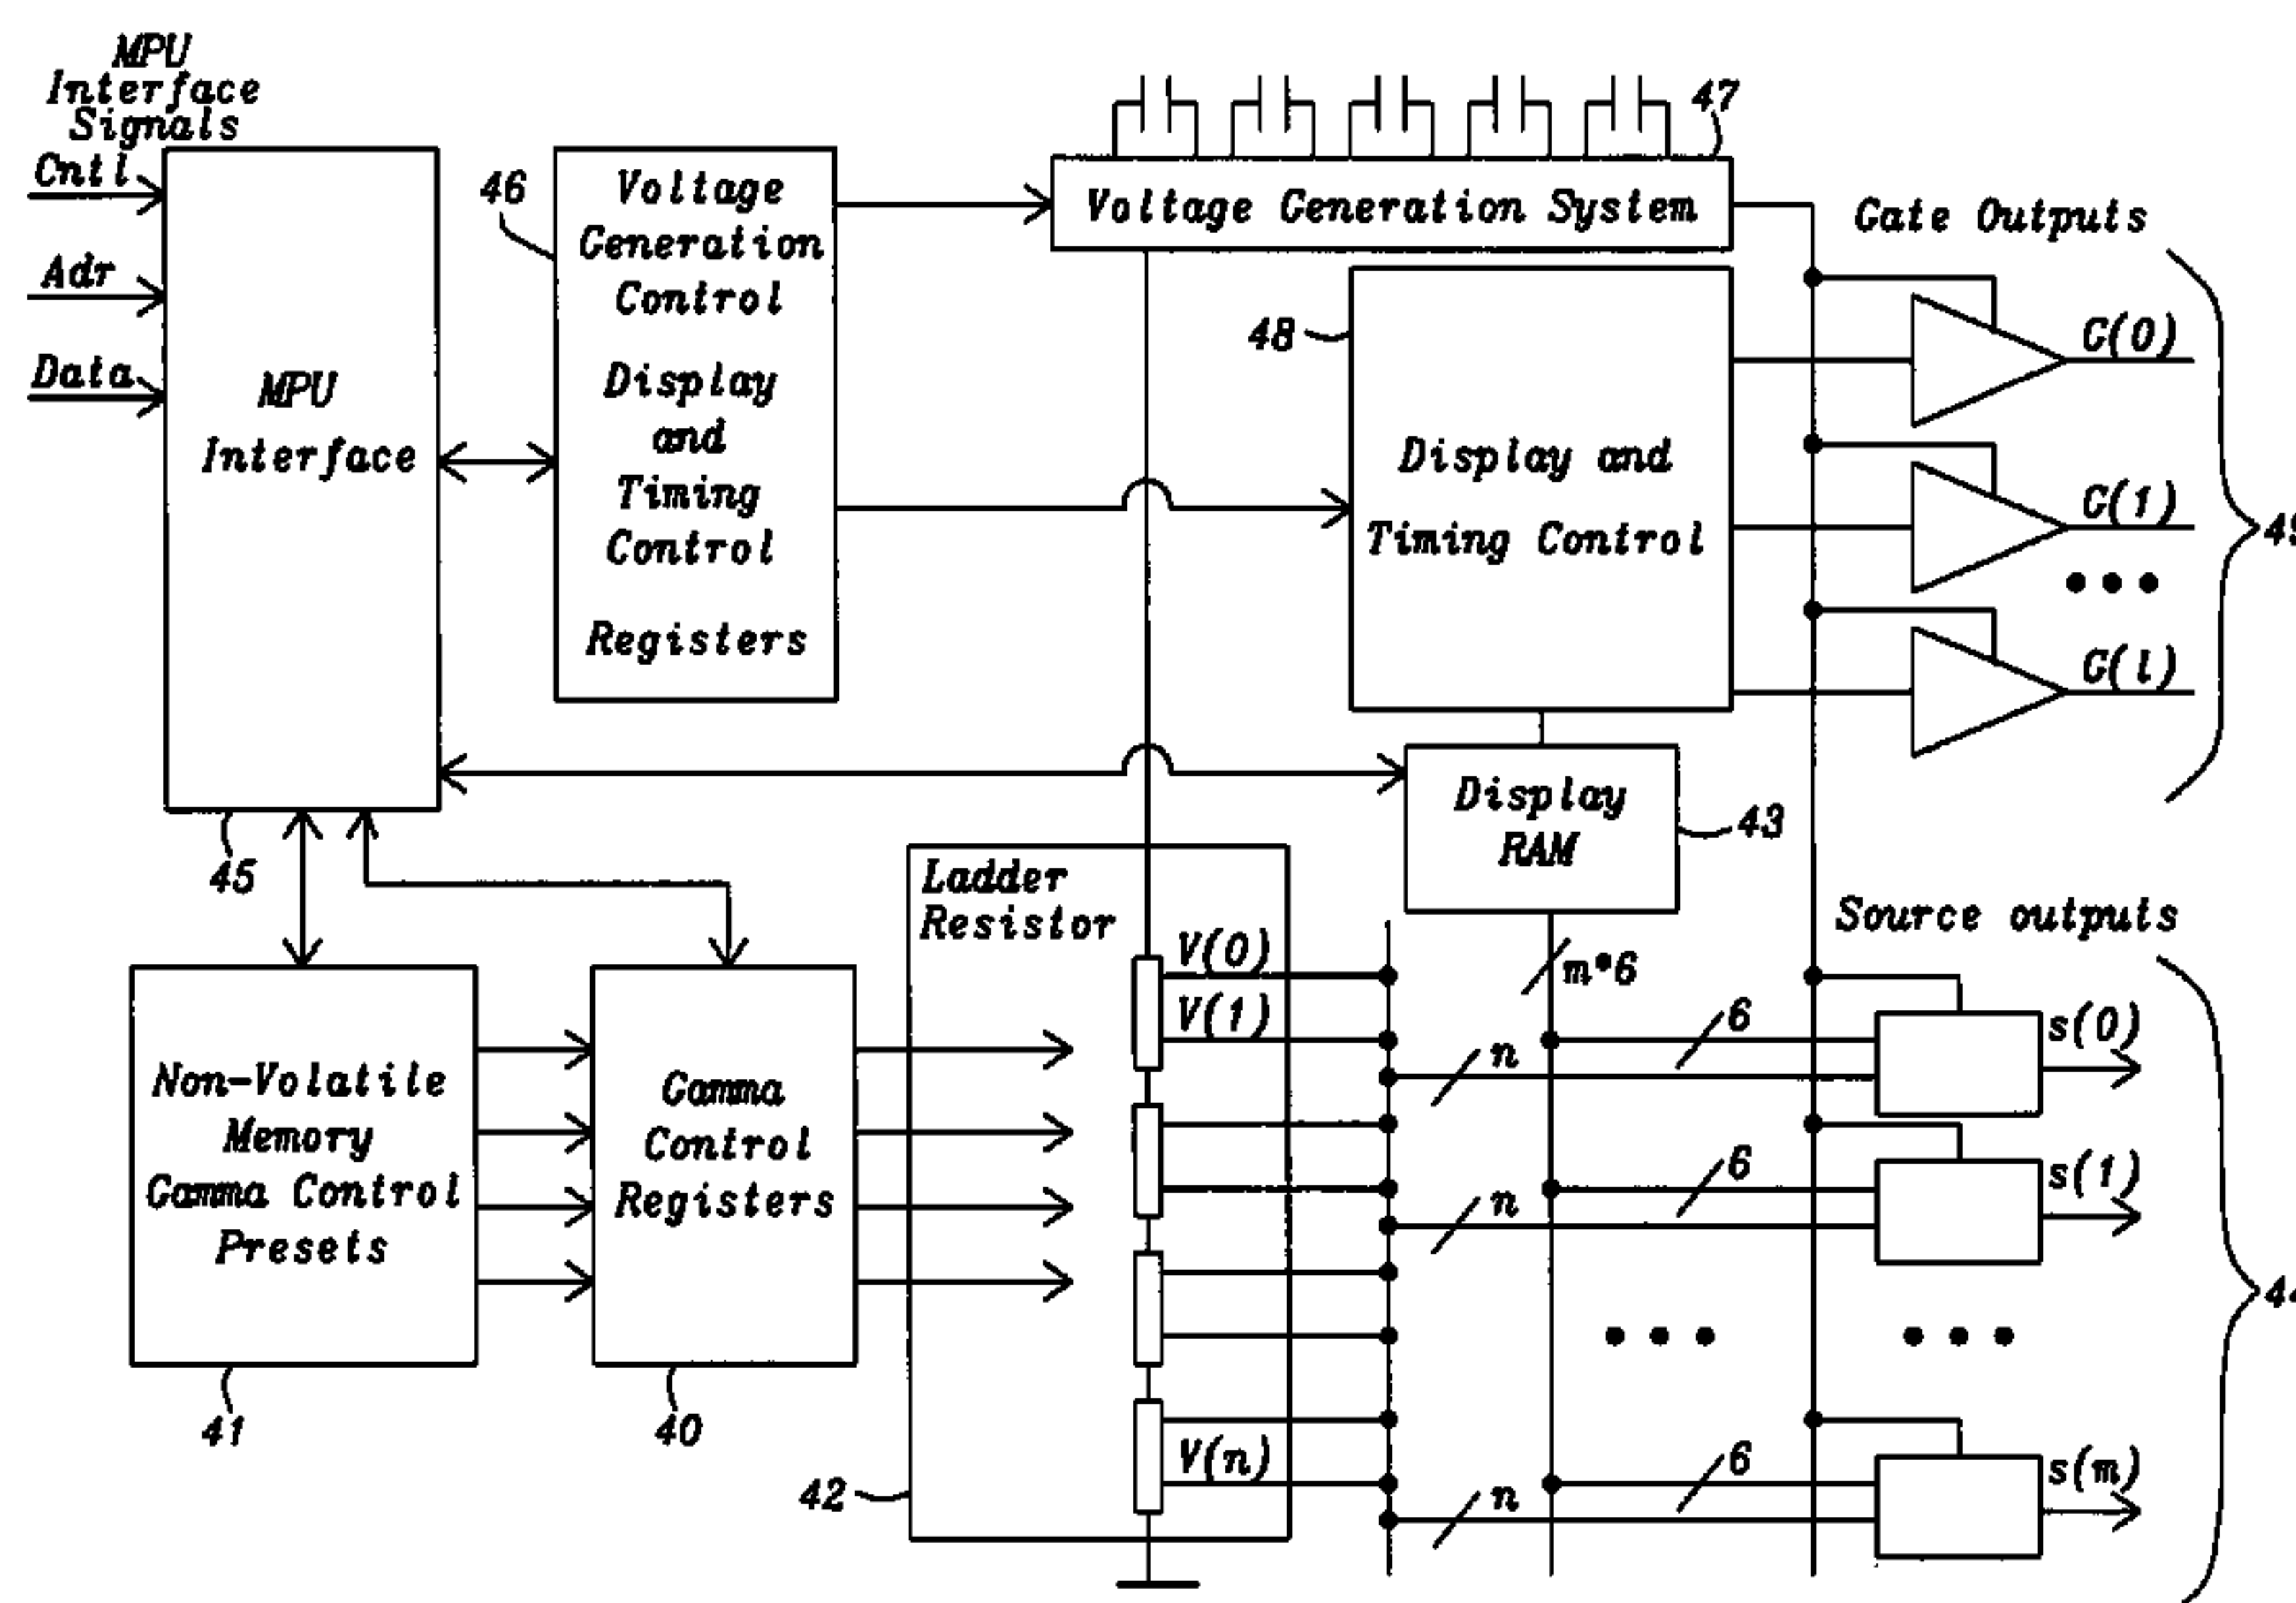 MPU
Interface
Signals
Cntl
Adr
Data
MPU
Interface
45
46
Voltage
Generation
Control
Display
and
Timing
Control
Registers
47
Voltage Generation System
48
Display and
Timing Control
Gate Outputs
G(0)
G(1)
G(l)
Display
RAM
43
m*6
Ladder
Resistor
V(0)
V(1)
V(n)
42
Non-Volatile
Memory
Gamma Control
Presets
41
Gamma
Control
Registers
40
Source outputs
6
n
s(0)
6
n
s(1)
6
n
s(m)
44